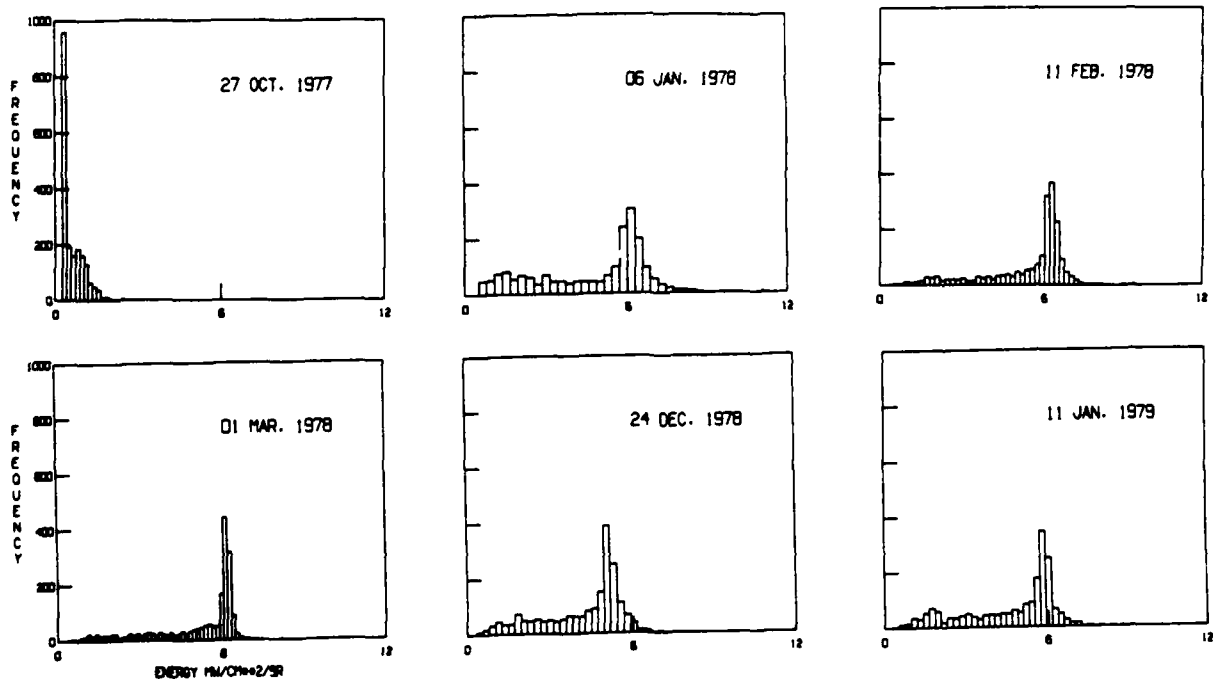 1000
800
600
400
200
0
FREQUENCY
27 OCT. 1977
0 6 12
06 JAN. 1978
0 6 12
11 FEB. 1978
0 6 12
1000
800
600
400
200
0
FREQUENCY
01 MAR. 1978
0 6 12
ENERGY MW/CM**2/SR
24 DEC. 1978
0 6 12
11 JAN. 1979
0 6 12